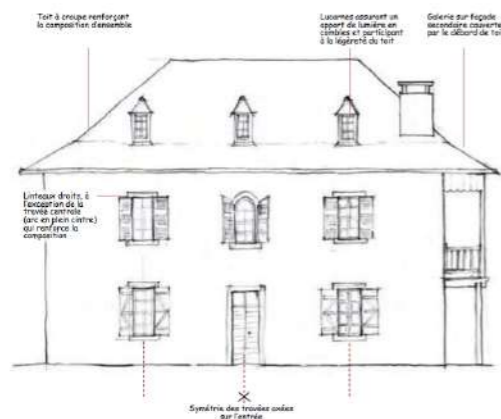 Toit à croupe renforçant
la composition d'ensemble
Lucarnes assurant un
apport de lumière en
combles et participant
à la légèreté du toit
Galerie sur façade
secondaire couverte
par le débord de toit
Linteaux droits, à
l'exception de la
travée centrale
(arc en plein cintre)
qui renforce la
composition
Symétrie des travées axées
sur l'entrée